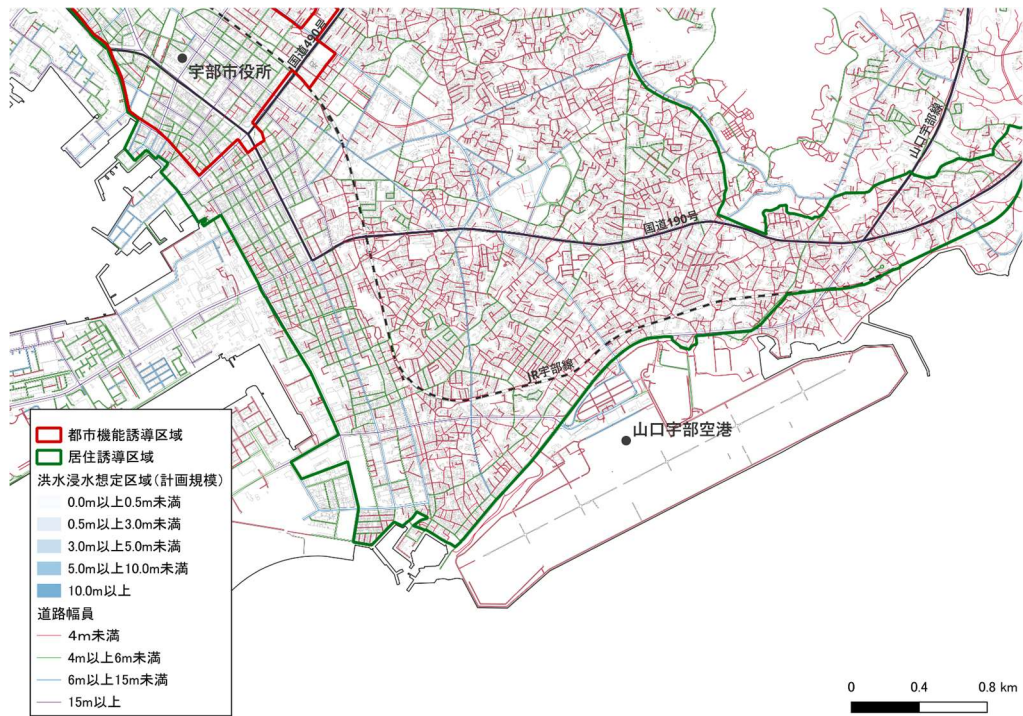 国道490号
宇部市役所
山口宇部線
国道190号
JR宇部線
山口宇部空港
都市機能誘導区域
居住誘導区域
洪水浸水想定区域(計画規模)
0.0m以上0.5m未満
0.5m以上3.0m未満
3.0m以上5.0m未満
5.0m以上10.0m未満
10.0m以上
道路幅員
4m未満
4m以上6m未満
6m以上15m未満
15m以上
0 0.4 0.8 km